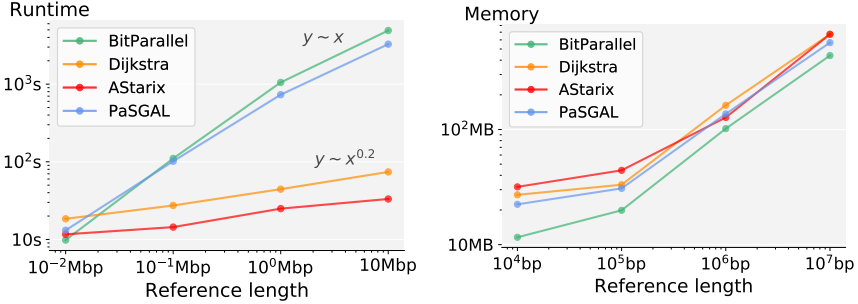 Runtime
BitParallel
Dijkstra
AStarix
PaSGAL
y ~ x
y ~ x^0.2
10³s
10²s
10s
10⁻²Mbp 10⁻¹Mbp 10⁰Mbp 10Mbp
Reference length
Memory
BitParallel
Dijkstra
AStarix
PaSGAL
10²MB
10MB
10⁴bp 10⁵bp 10⁶bp 10⁷bp
Reference length